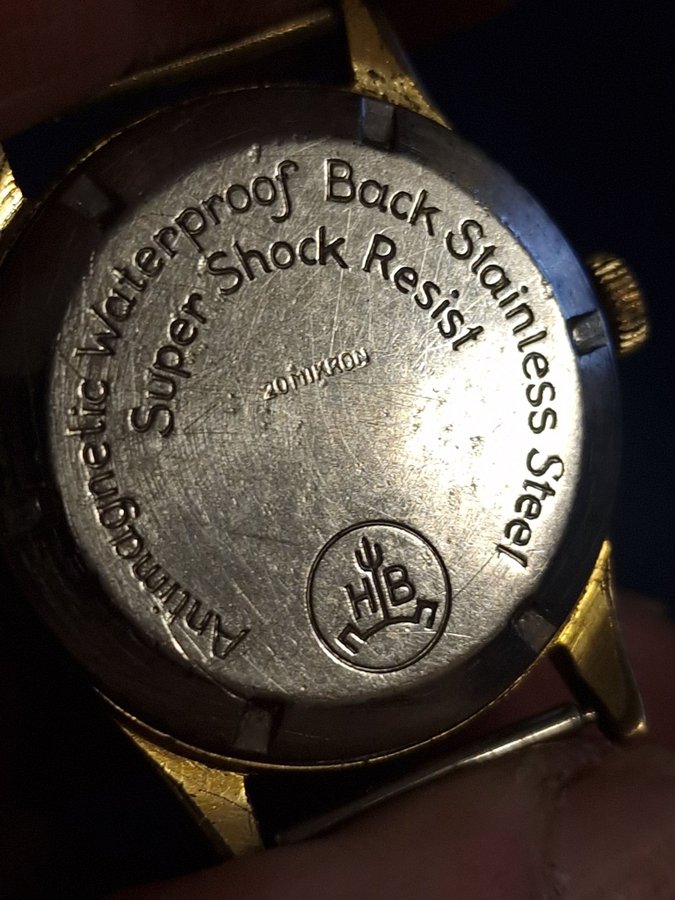 Antimagnetic Waterproof Back Stainless Steel
Super Shock Resist
20 MIKRON
HB